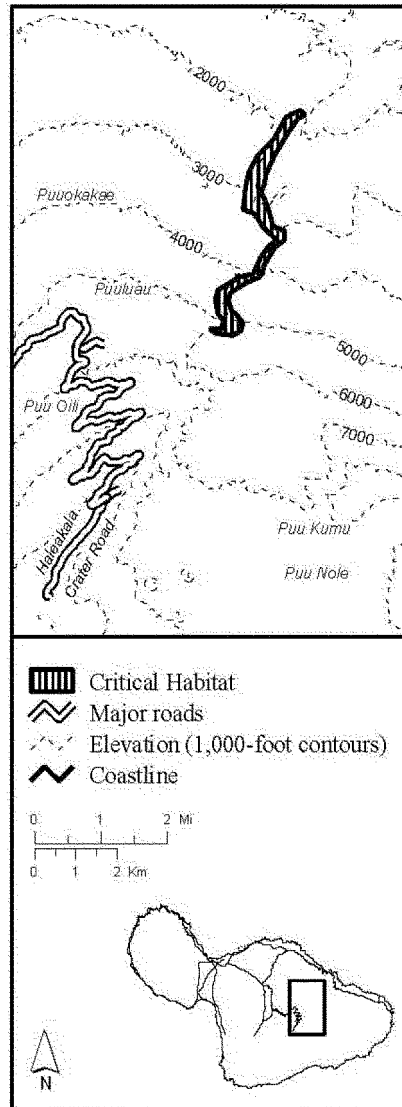 2000
3000
Puuokakae
4000
Puuluau
5000
6000
Puu Oili
7000
Puu Kumu
Haleakala
Crater Road
Puu Nole
Critical Habitat
Major roads
Elevation (1,000-foot contours)
Coastline
0 1 2 Mi
0 1 2 Km
N